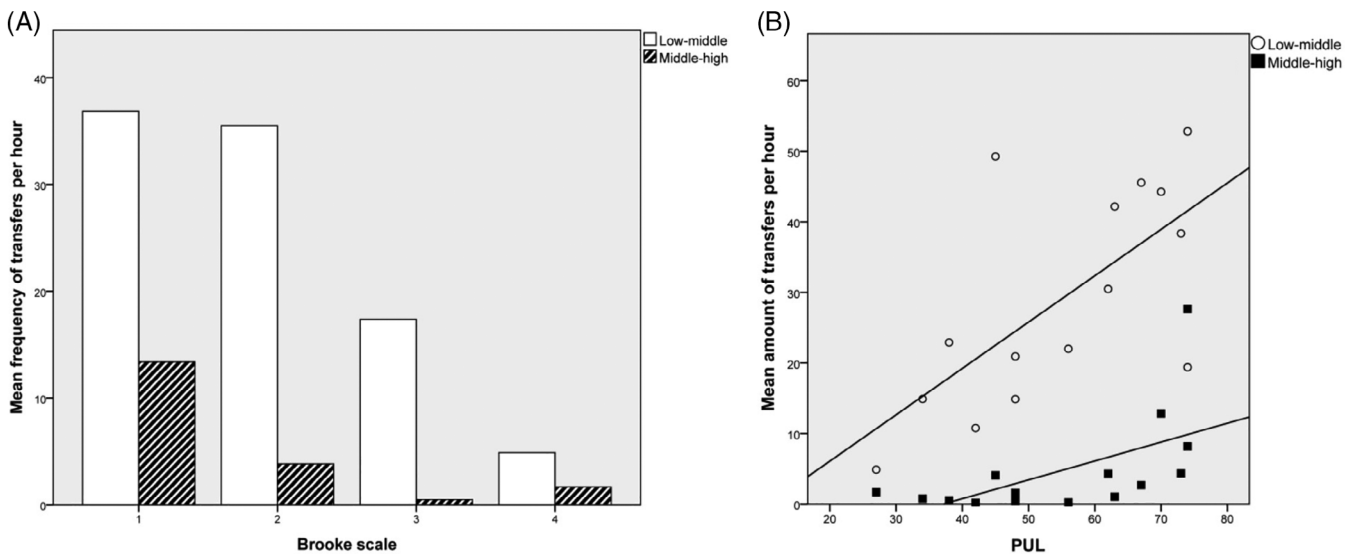 (A)
Low-middle
Middle-high
Mean frequency of transfers per hour
40
30
20
10
0
1 2 3 4
Brooke scale
(B)
Low-middle
Middle-high
Mean amount of transfers per hour
60
50
40
30
20
10
0
20 30 40 50 60 70 80
PUL